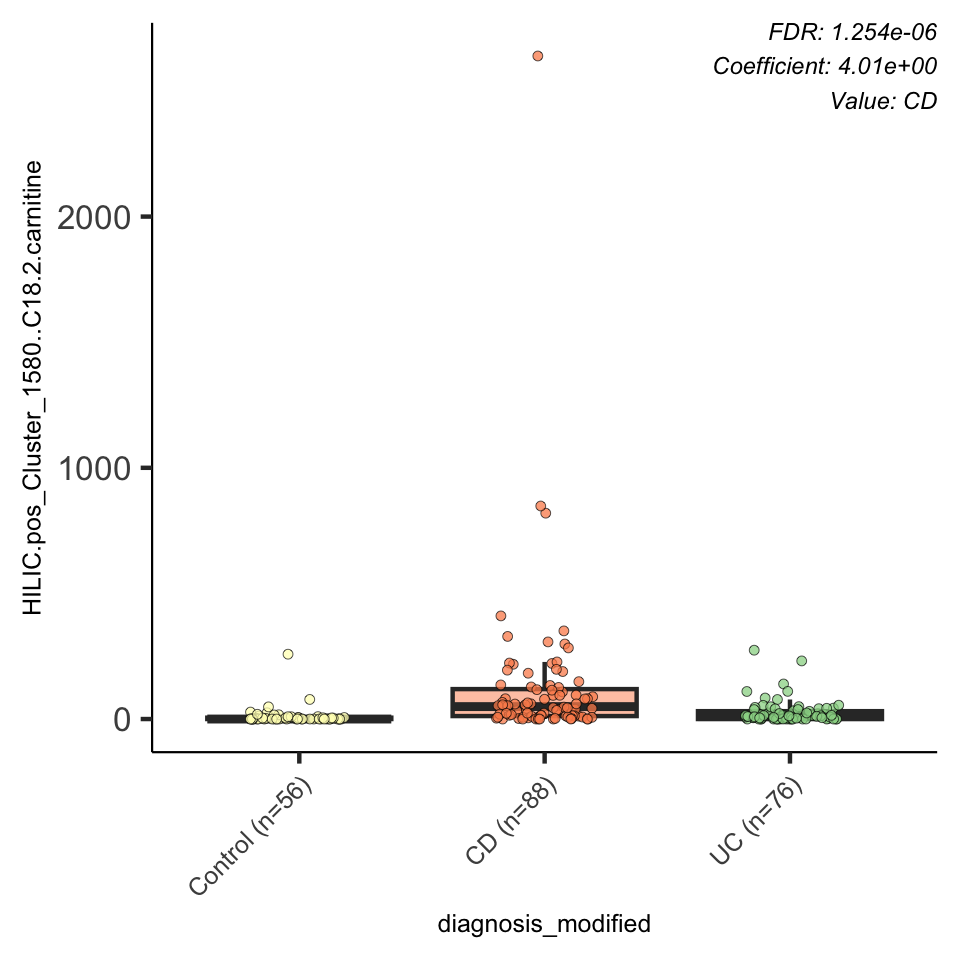 FDR: 1.254e-06
Coefficient: 4.01e+00
Value: CD
HILIC.pos_Cluster_1580..C18.2.carnitine
2000
1000
0
Control (n=56)
CD (n=88)
UC (n=76)
diagnosis_modified